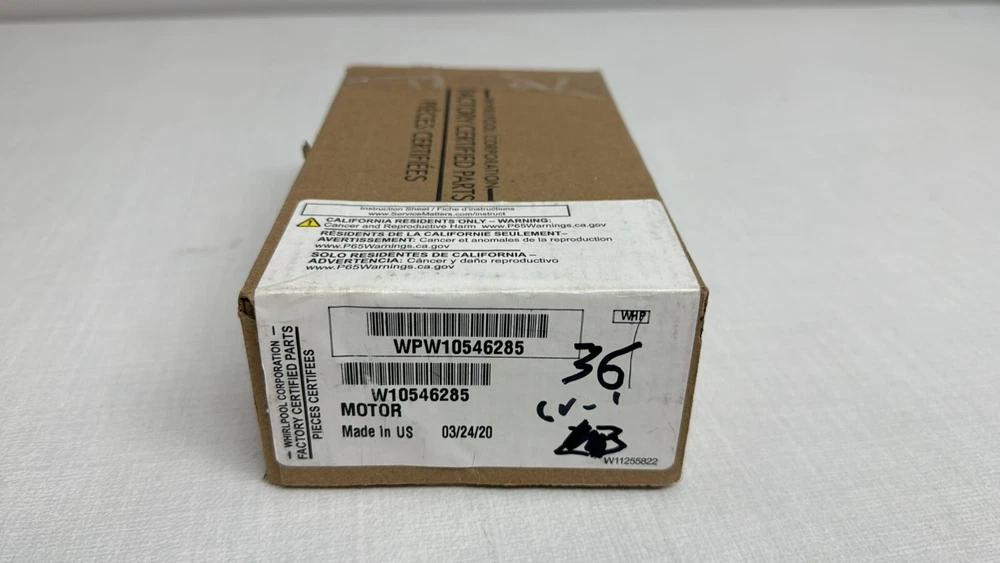 WHIRLPOOL CORPORATION
FACTORY CERTIFIED PARTS
PIÈCES CERTIFIÉES
Instruction Sheet / Fiche d'instructions
www.ServiceMatters.com/instruct
CALIFORNIA RESIDENTS ONLY – WARNING:
Cancer and Reproductive Harm www.P65Warnings.ca.gov
RÉSIDENTS DE LA CALIFORNIE SEULEMENT–
AVERTISSEMENT: Cancer et anomales de la reproduction
www.P65Warnings.ca.gov
SOLO RESIDENTES DE CALIFORNIA –
ADVERTENCIA: Cáncer y daño reproductivo
www.P65Warnings.ca.gov
WHIRLPOOL CORPORATION
FACTORY CERTIFIED PARTS
PIECES CERTIFEES
WHP
WPW10546285
36
W10546285
MOTOR
Made In US 03/24/20
W11255822